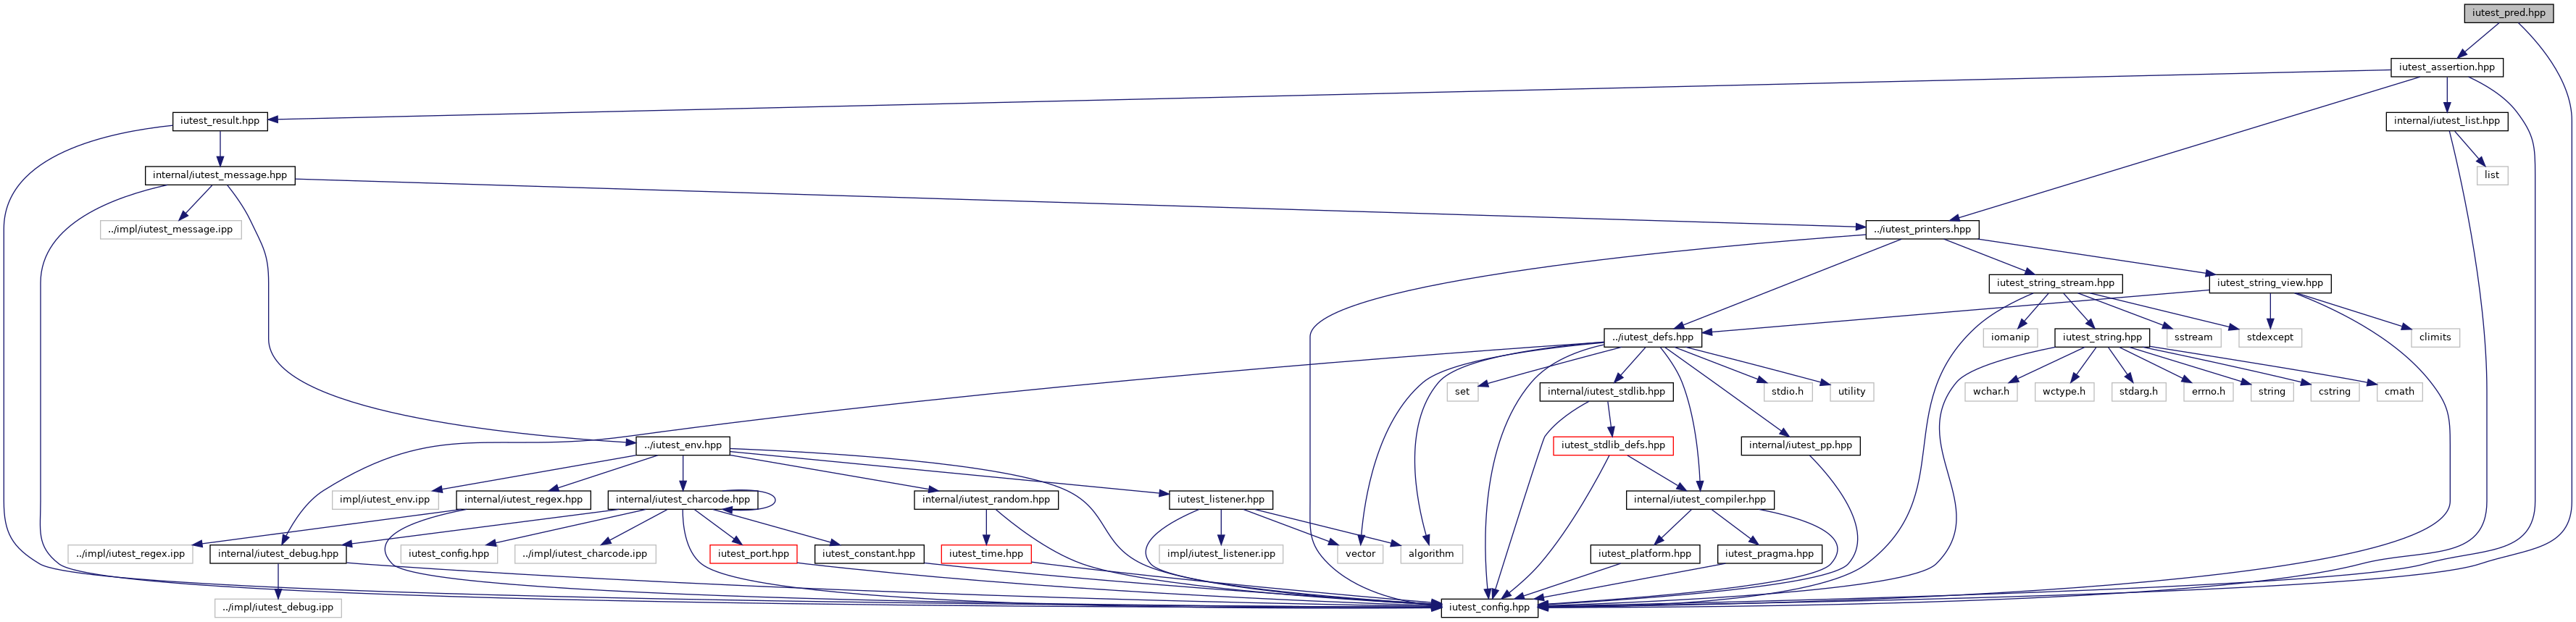 iutest_pred.hpp
iutest_assertion.hpp
iutest_result.hpp
internal/iutest_list.hpp
internal/iutest_message.hpp
list
../impl/iutest_message.ipp
../iutest_printers.hpp
iutest_string_stream.hpp
iutest_string_view.hpp
../iutest_defs.hpp
iomanip
iutest_string.hpp
sstream
stdexcept
climits
set
internal/iutest_stdlib.hpp
stdio.h
utility
wchar.h
wctype.h
stdarg.h
errno.h
string
cstring
cmath
../iutest_env.hpp
iutest_stdlib_defs.hpp
internal/iutest_pp.hpp
impl/iutest_env.ipp
internal/iutest_regex.hpp
internal/iutest_charcode.hpp
internal/iutest_random.hpp
iutest_listener.hpp
internal/iutest_compiler.hpp
../impl/iutest_regex.ipp
internal/iutest_debug.hpp
iutest_config.hpp
../impl/iutest_charcode.ipp
iutest_port.hpp
iutest_constant.hpp
iutest_time.hpp
impl/iutest_listener.ipp
vector
algorithm
iutest_platform.hpp
iutest_pragma.hpp
../impl/iutest_debug.ipp
iutest_config.hpp